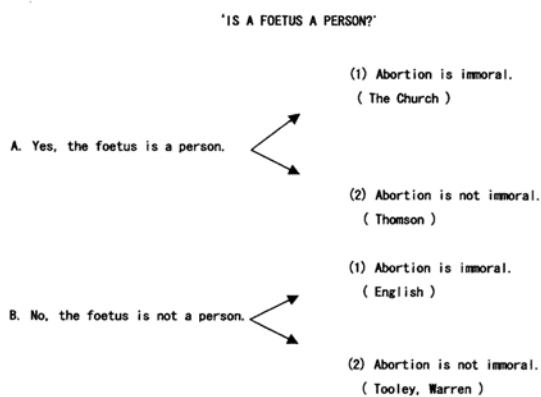 'IS A FOETUS A PERSON?'
(1) Abortion is immoral.
( The Church )
A. Yes, the foetus is a person.
(2) Abortion is not immoral.
( Thomson )
(1) Abortion is immoral.
( English )
B. No, the foetus is not a person.
(2) Abortion is not immoral.
( Tooley, Warren )